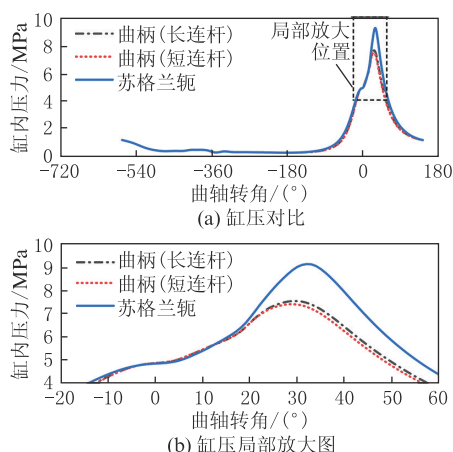 缸内压力/MPa
10
8
6
4
2
0
曲柄(长连杆)
曲柄(短连杆)
苏格兰轭
局部放大
位置
-720 -540 -360 -180 0 180
曲轴转角/(°)
(a) 缸压对比
缸内压力/MPa
10
9
8
7
6
5
4
曲柄(长连杆)
曲柄(短连杆)
苏格兰轭
-20 -10 0 10 20 30 40 50 60
曲轴转角/(°)
(b) 缸压局部放大图